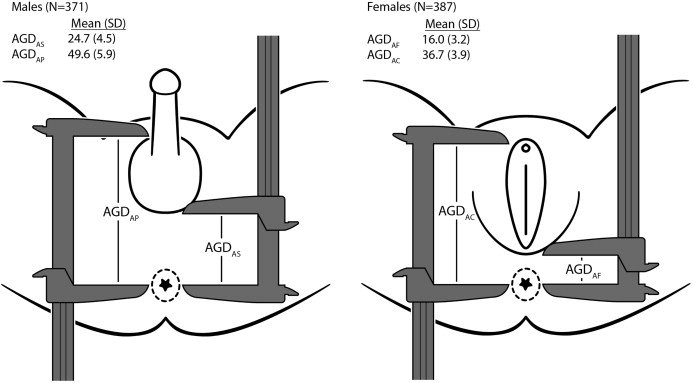 Males (N=371)
Mean (SD)
AGDAS 24.7 (4.5)
AGDAP 49.6 (5.9)
AGDAP
AGDAS
Females (N=387)
Mean (SD)
AGDAF 16.0 (3.2)
AGDAC 36.7 (3.9)
AGDAC
AGDAF